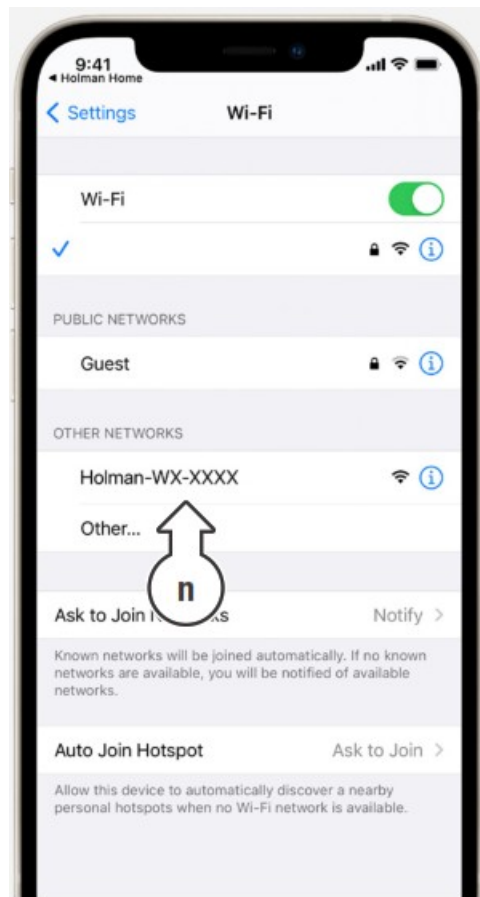 9:41
◀ Holman Home
Settings
Wi-Fi
Wi-Fi
PUBLIC NETWORKS
Guest
OTHER NETWORKS
Holman-WX-XXXX
Other...
n
Ask to Join
Notify
Known networks will be joined automatically. If no known
networks are available, you will be notified of available
networks.
Auto Join Hotspot
Ask to Join
Allow this device to automatically discover a nearby
personal hotspots when no Wi-Fi network is available.